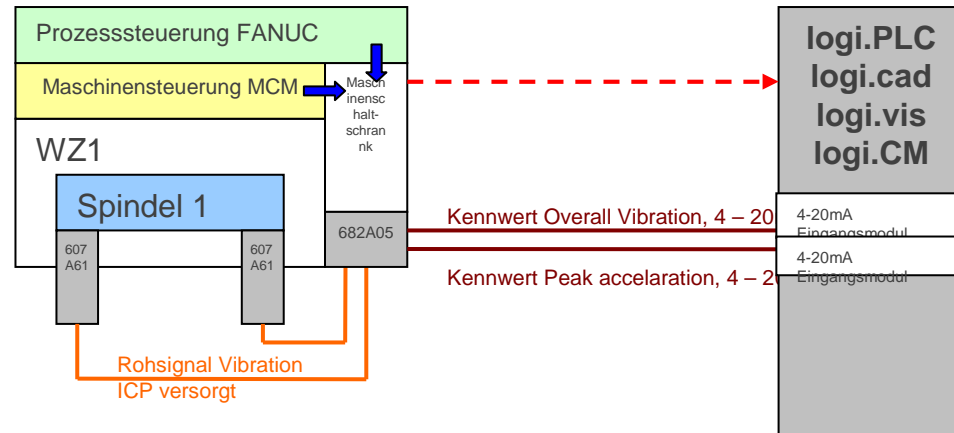 Prozesssteuerung FANUC
Maschinensteuerung MCM
Masch
inensc
halt-
schran
nk
WZ1
Spindel 1
607
A61
607
A61
682A05
Rohsignal Vibration
ICP versorgt
Kennwert Overall Vibration, 4 – 20
Kennwert Peak accelaration, 4 – 2
logi.PLC
logi.cad
logi.vis
logi.CM
4-20mA
Eingangsmodul
4-20mA
Eingangsmodul